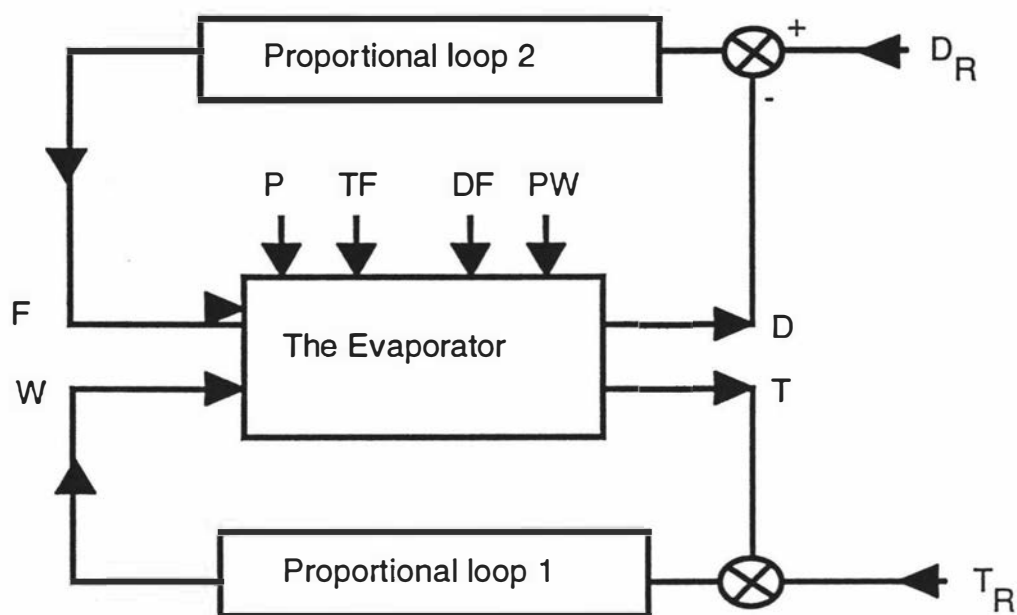 Proportional loop 2
+
D_R
-
P TF DF PW
F
The Evaporator
D
W
T
Proportional loop 1
T_R